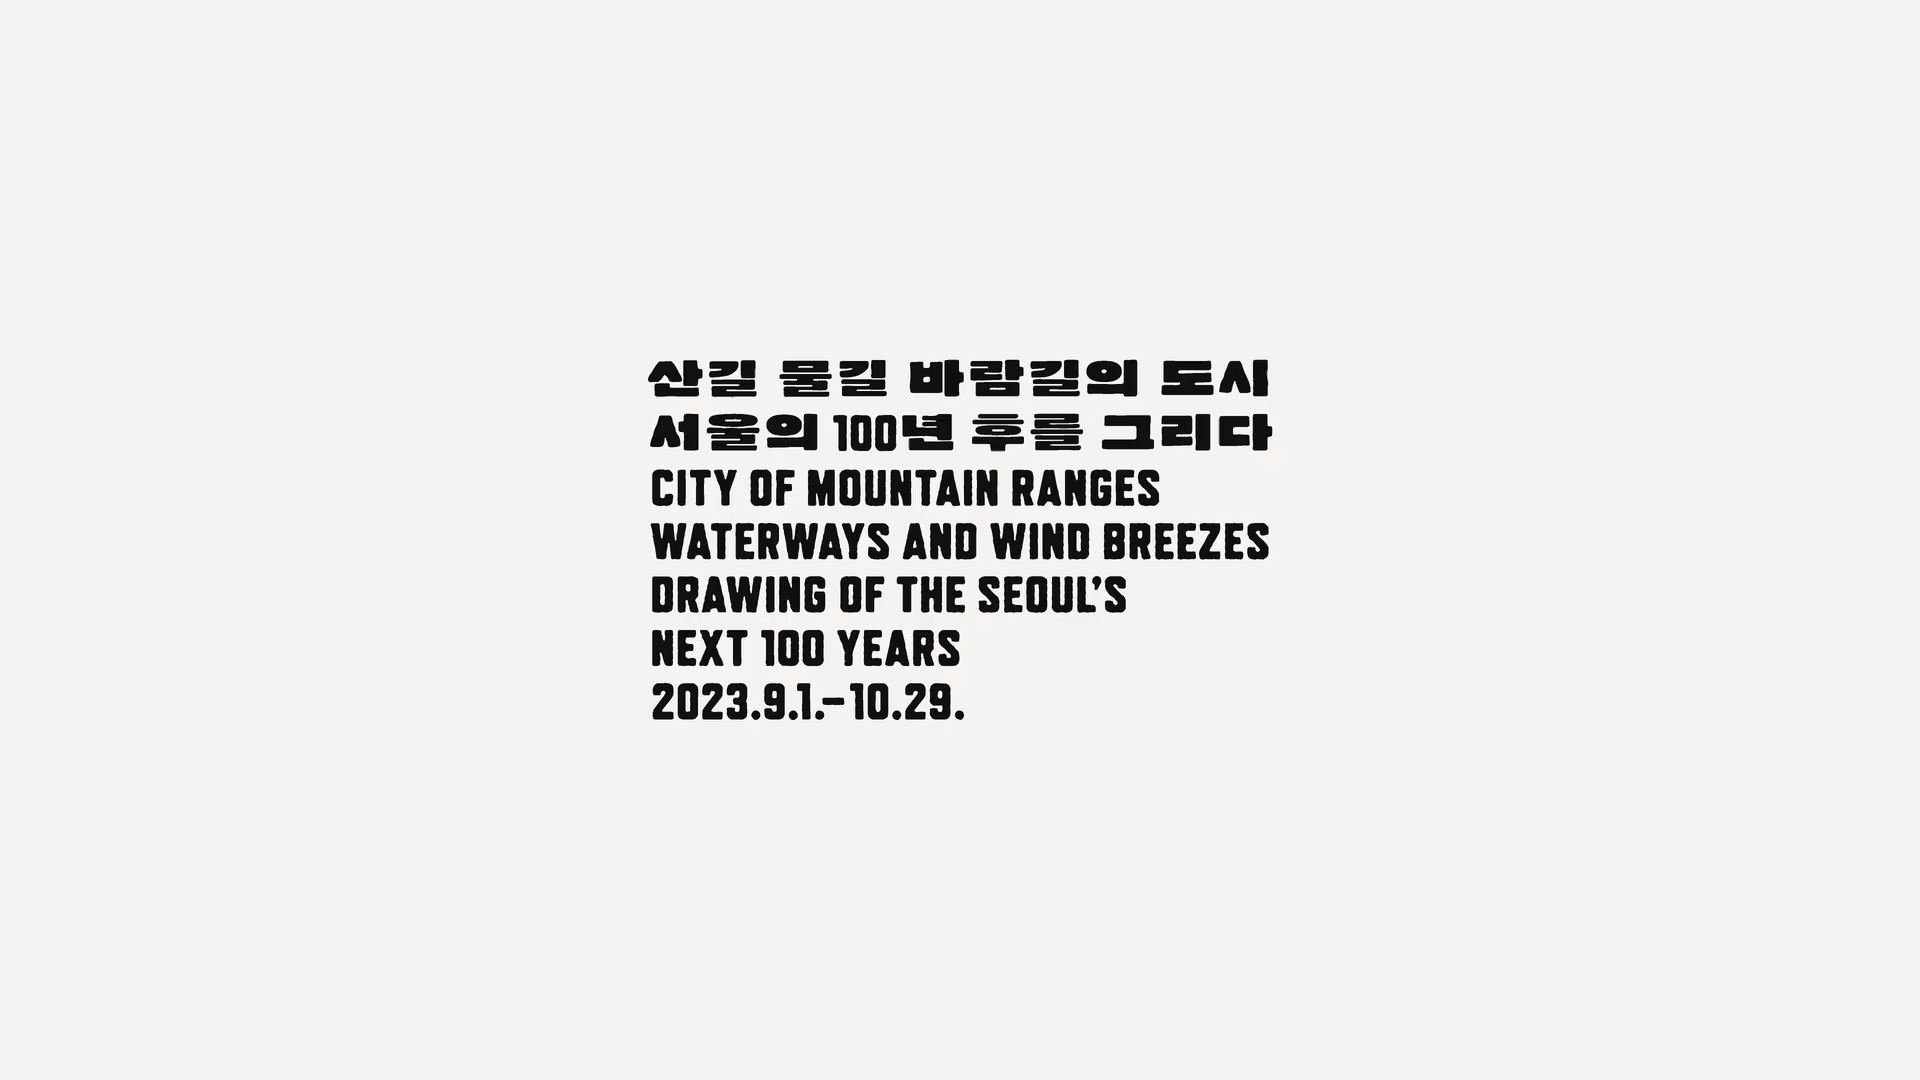 산길 물길 바람길의 도시
서울의 100년 후를 그리다
CITY OF MOUNTAIN RANGES
WATERWAYS AND WIND BREEZES
DRAWING OF THE SEOUL’S
NEXT 100 YEARS
2023.9.1.–10.29.